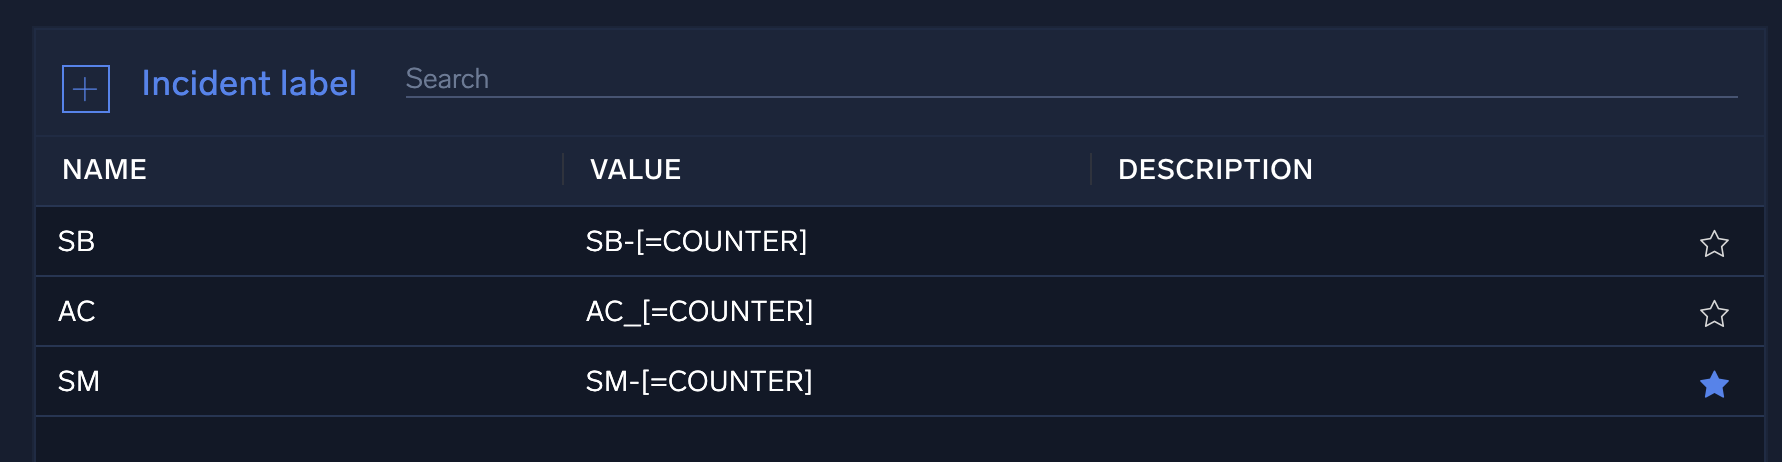 Incident label
Search
NAME VALUE DESCRIPTION
SB SB-[=COUNTER]
AC AC_[=COUNTER]
SM SM-[=COUNTER]